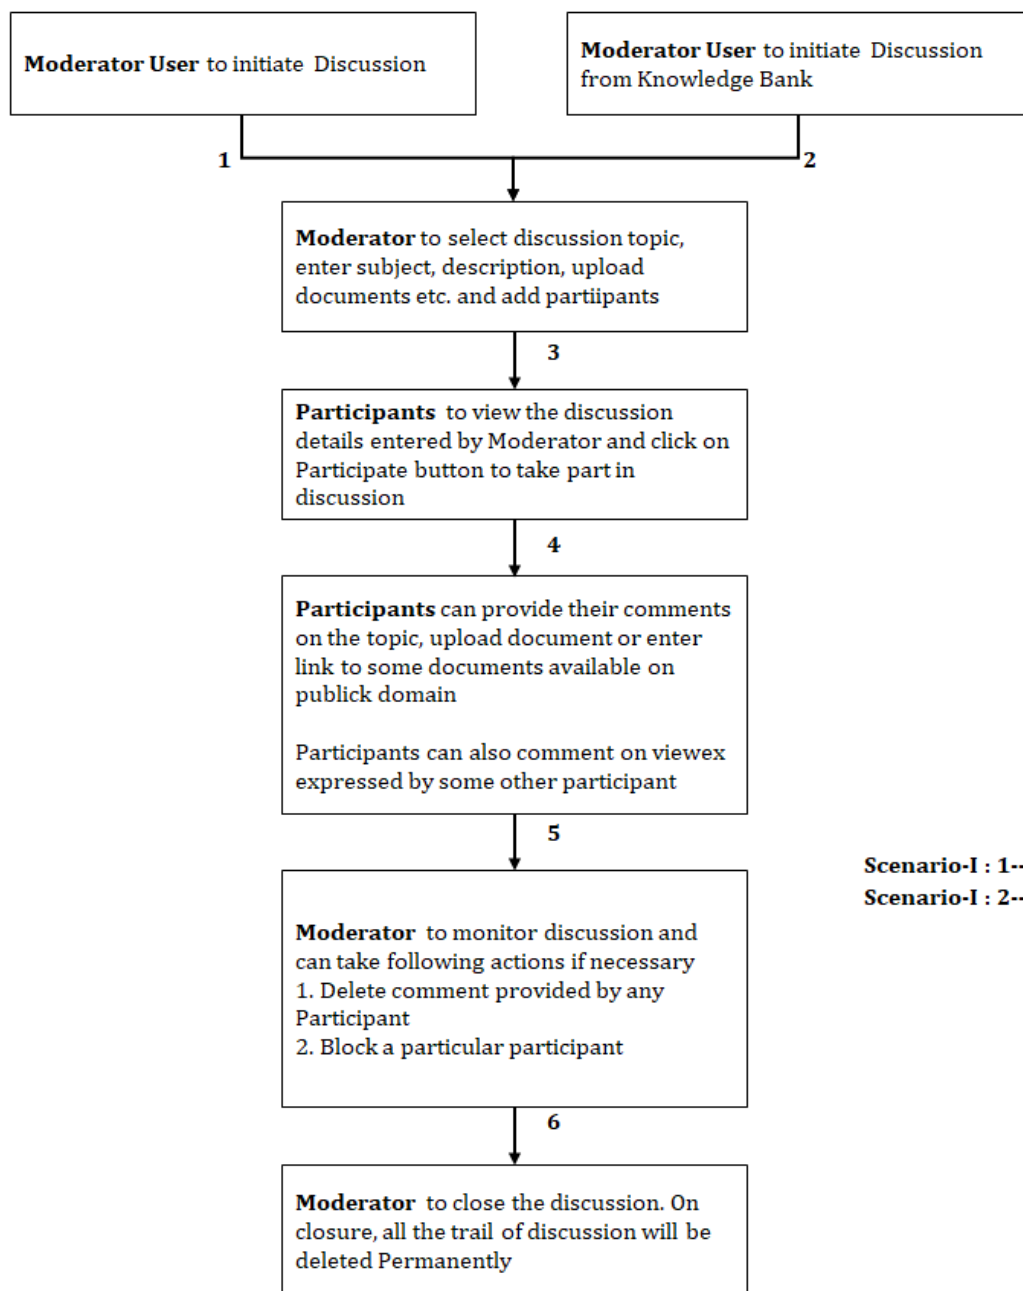 Moderator User to initiate Discussion
Moderator User to initiate Discussion
from Knowledge Bank
1
2
Moderator to select discussion topic,
enter subject, description, upload
documents etc. and add partiipants
3
Participants to view the discussion
details entered by Moderator and click on
Participate button to take part in
discussion
4
Participants can provide their comments
on the topic, upload document or enter
link to some documents available on
publick domain
Participants can also comment on viewex
expressed by some other participant
5
Scenario-I : 1--
Scenario-I : 2--
Moderator to monitor discussion and
can take following actions if necessary
1. Delete comment provided by any
Participant
2. Block a particular participant
6
Moderator to close the discussion. On
closure, all the trail of discussion will be
deleted Permanently